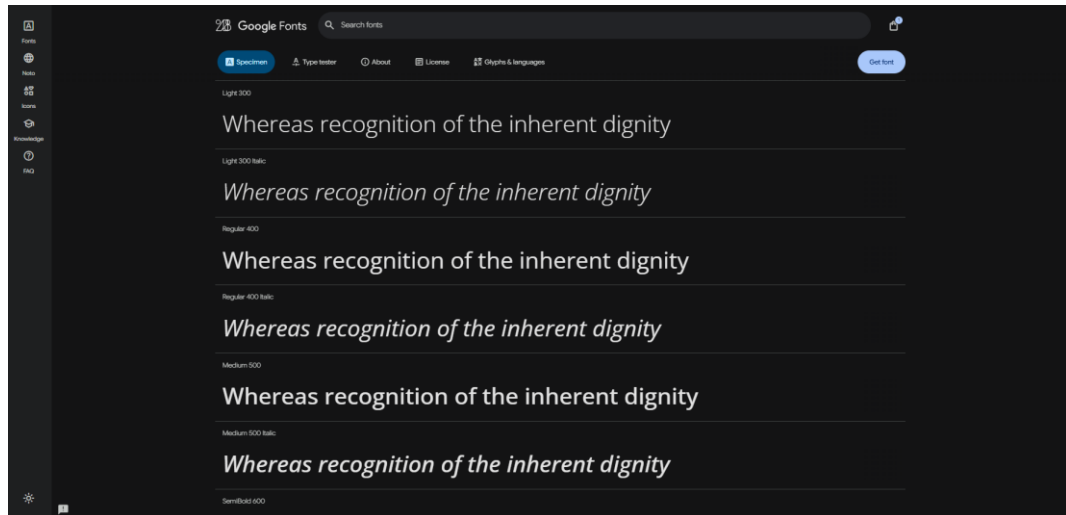 Google Fonts
Search fonts
Fonts
Noto
Icons
Knowledge
FAQ
Specimen
Type tester
About
License
Glyphs & languages
Get font
Light 300
Whereas recognition of the inherent dignity
Light 300 Italic
Whereas recognition of the inherent dignity
Regular 400
Whereas recognition of the inherent dignity
Regular 400 Italic
Whereas recognition of the inherent dignity
Medium 500
Whereas recognition of the inherent dignity
Medium 500 Italic
Whereas recognition of the inherent dignity
SemiBold 600